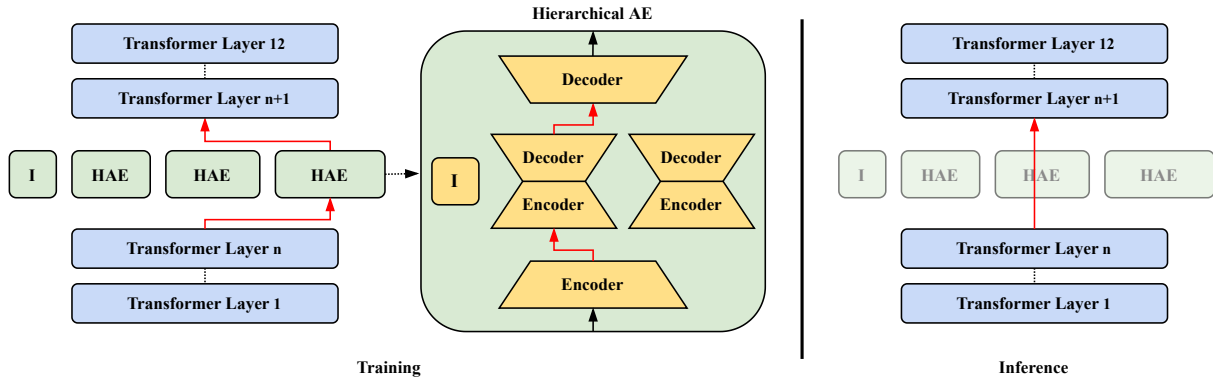 Hierarchical AE
Transformer Layer 12
Transformer Layer n+1
I
HAE
HAE
HAE
Transformer Layer n
Transformer Layer 1
Decoder
I
Decoder
Encoder
Decoder
Encoder
Encoder
Training
Transformer Layer 12
Transformer Layer n+1
I
HAE
HAE
HAE
Transformer Layer n
Transformer Layer 1
Inference